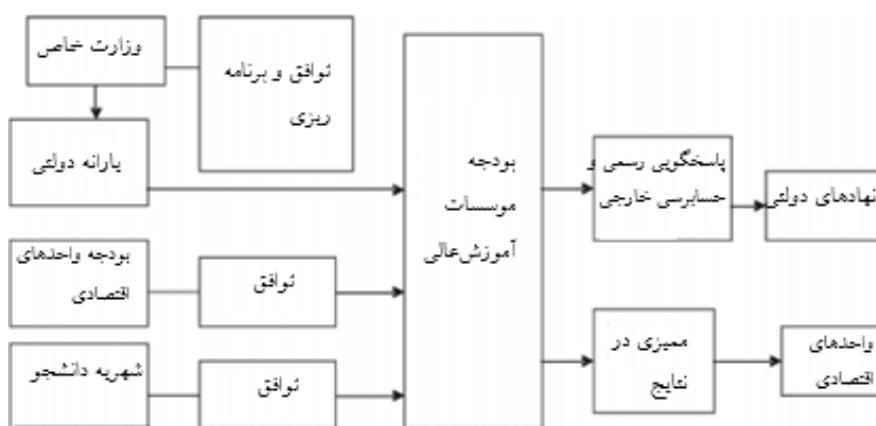 وزارت خاص
توافق و برنامه
ریزی
یارانه دولتی
بودجه
موسسات
آموزش‌عالی
پاسخگویی رسمی و
حسابرسی خارجی
نهادهای دولتی
بودجه واحدهای
اقتصادی
توافق
ممیزی در
نتایج
واحدهای
اقتصادی
شهریه دانشجو
توافق